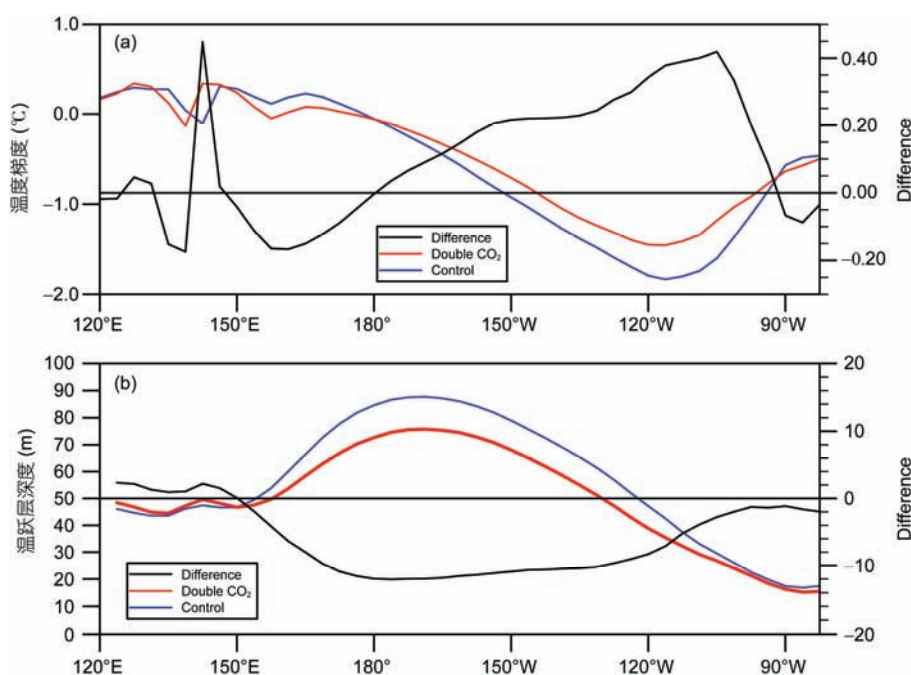 (a)
温度梯度 (℃)
1.0
0.0
−1.0
−2.0
0.40
0.20
0.00
−0.20
Difference
Difference
Double CO₂
Control
120°E
150°E
180°
150°W
120°W
90°W
(b)
温跃层深度 (m)
100
90
80
70
60
50
40
30
20
10
0
20
10
0
−10
−20
Difference
Difference
Double CO₂
Control
120°E
150°E
180°
150°W
120°W
90°W